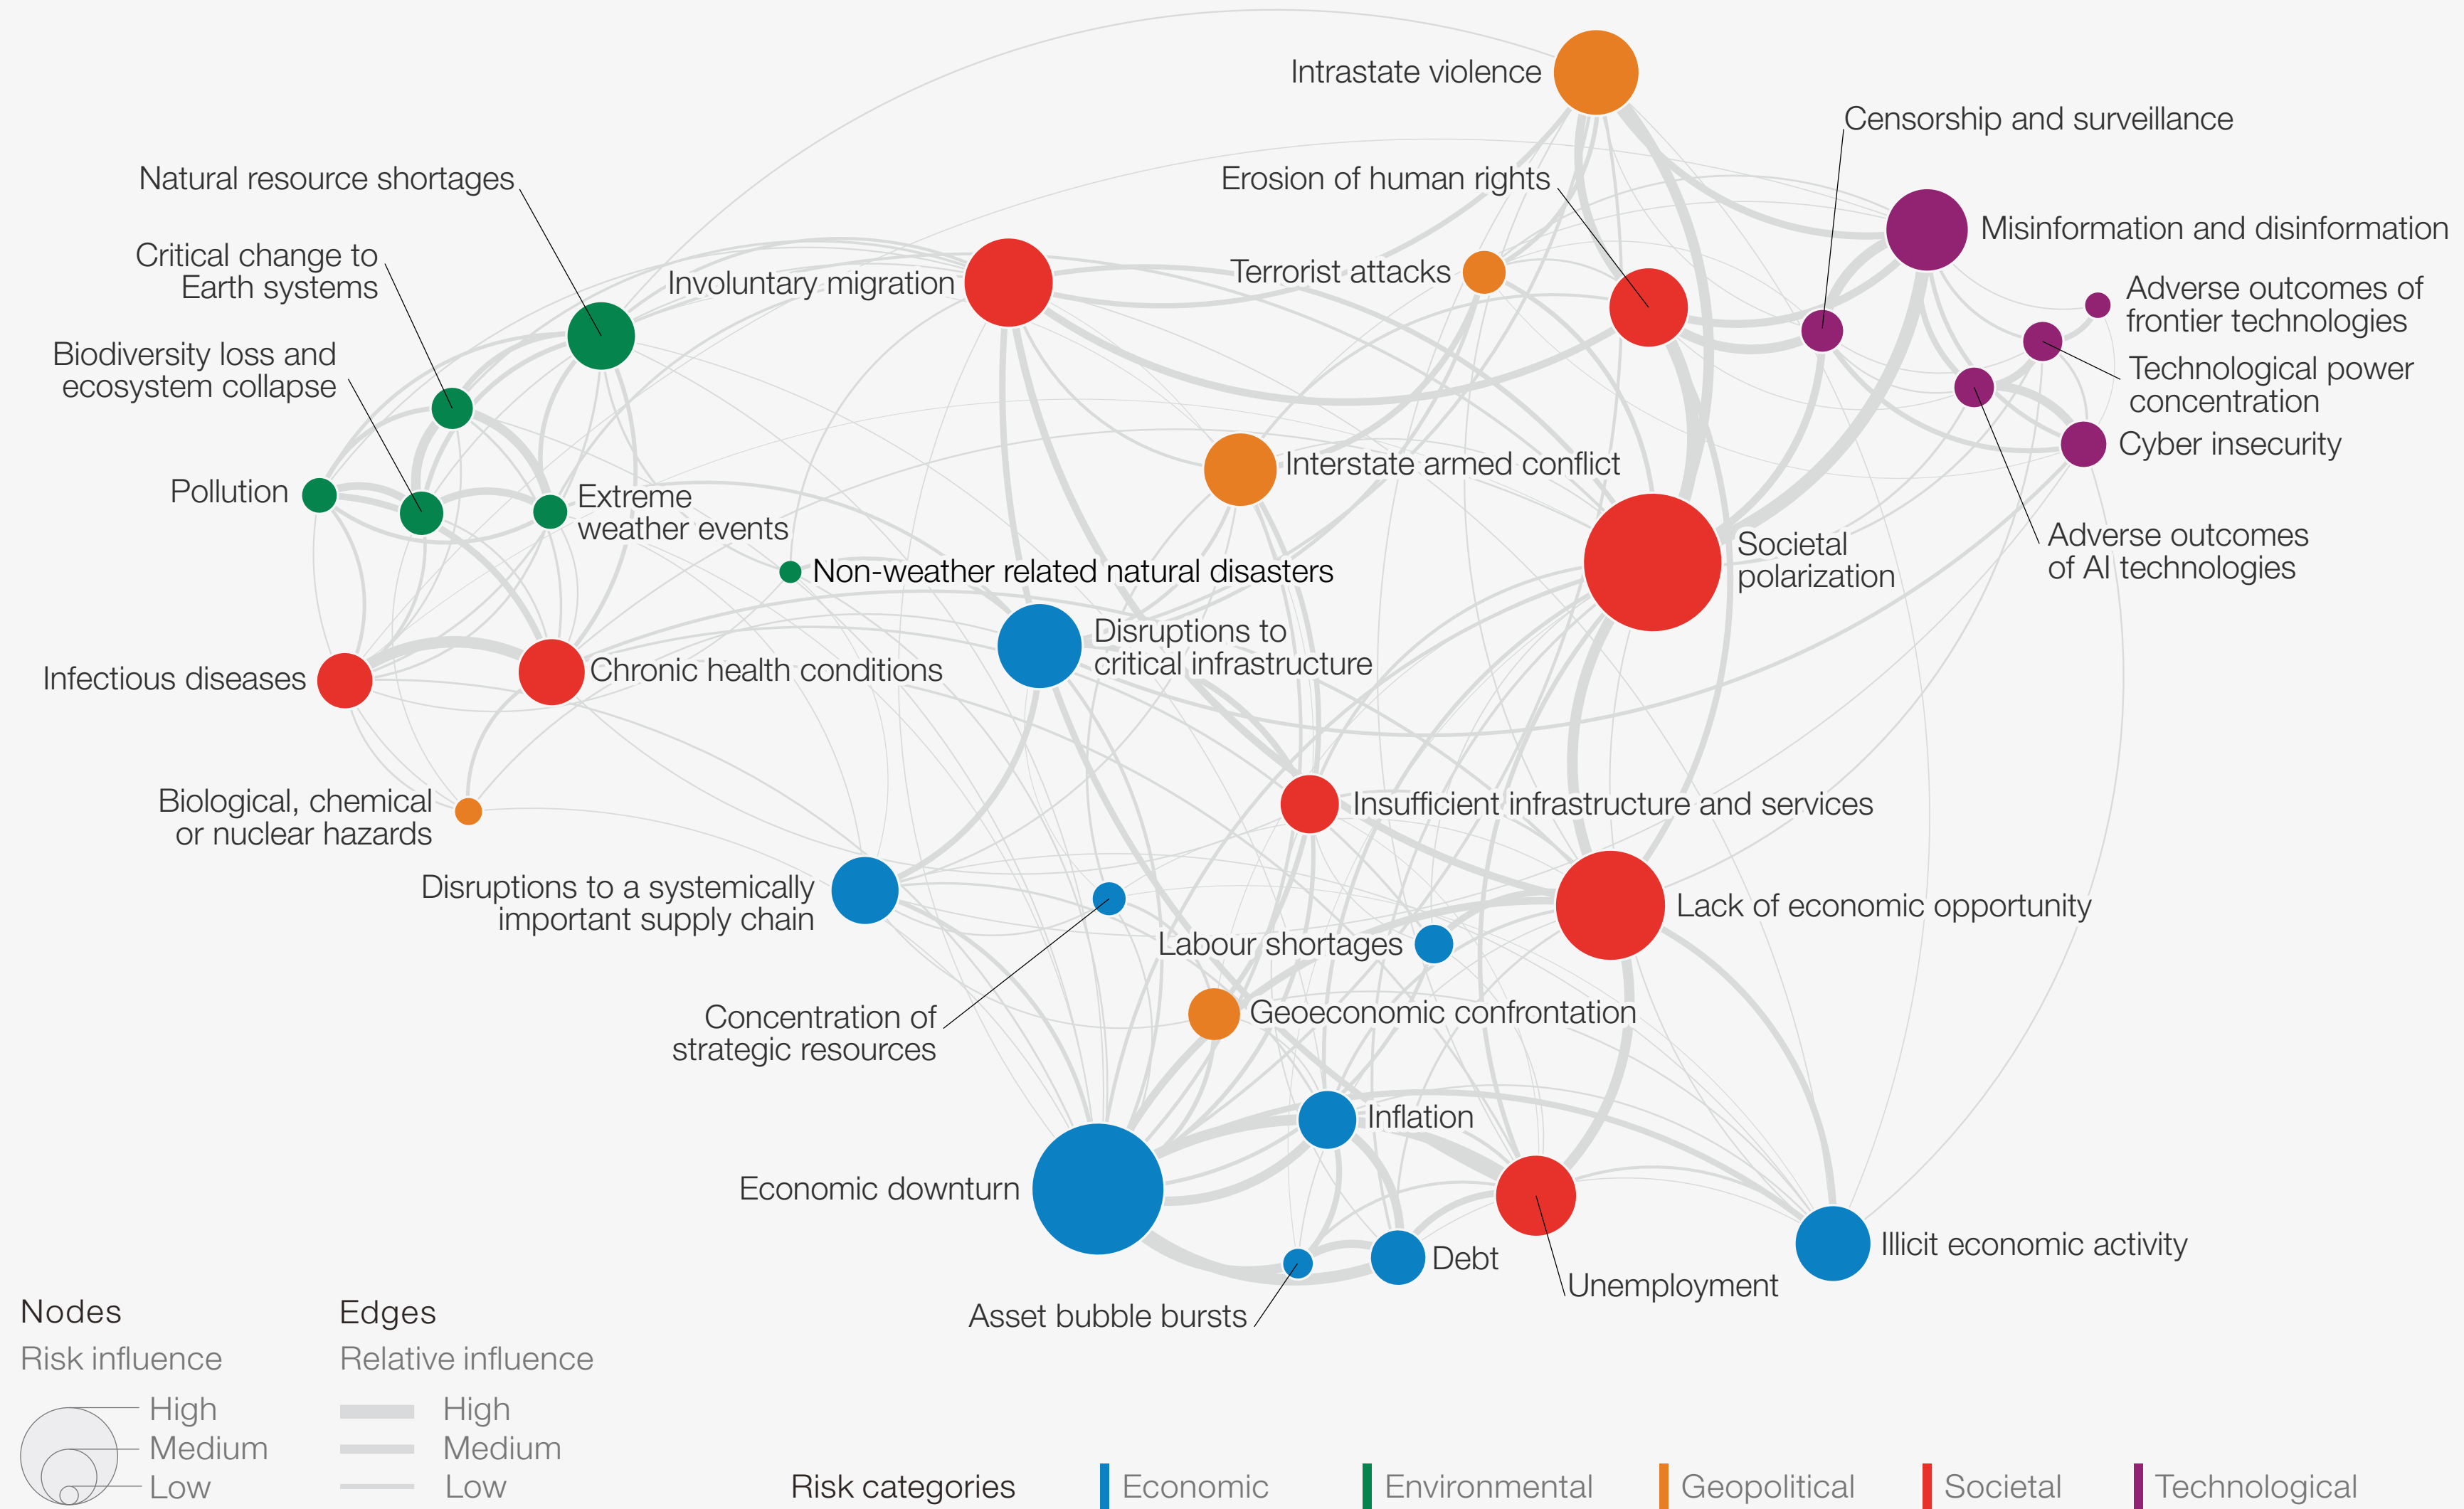 Intrastate violence
Censorship and surveillance
Natural resource shortages
Erosion of human rights
Misinformation and disinformation
Critical change to
Earth systems
Involuntary migration
Terrorist attacks
Adverse outcomes of
frontier technologies
Biodiversity loss and
ecosystem collapse
Technological power
concentration
Cyber insecurity
Interstate armed conflict
Pollution
Extreme
weather events
Societal
polarization
Adverse outcomes
of AI technologies
Non-weather related natural disasters
Disruptions to
critical infrastructure
Infectious diseases
Chronic health conditions
Biological, chemical
or nuclear hazards
Insufficient infrastructure and services
Disruptions to a systemically
important supply chain
Lack of economic opportunity
Labour shortages
Concentration of
strategic resources
Geoeconomic confrontation
Inflation
Economic downturn
Debt
Illicit economic activity
Unemployment
Asset bubble bursts
Nodes
Risk influence
High
Medium
Low
Edges
Relative influence
High
Medium
Low
Risk categories
Economic
Environmental
Geopolitical
Societal
Technological